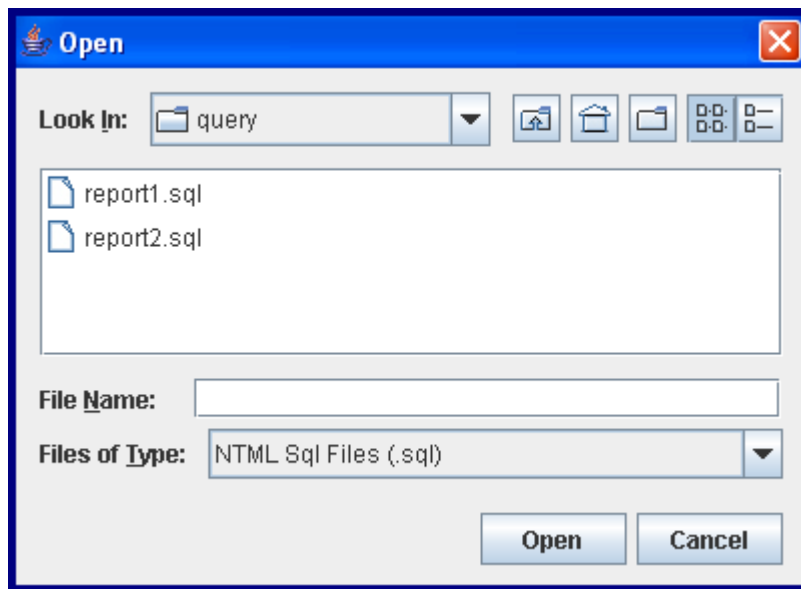 Open
Look In: query
report1.sql
report2.sql
File Name:
Files of Type: NTML Sql Files (.sql)
Open Cancel